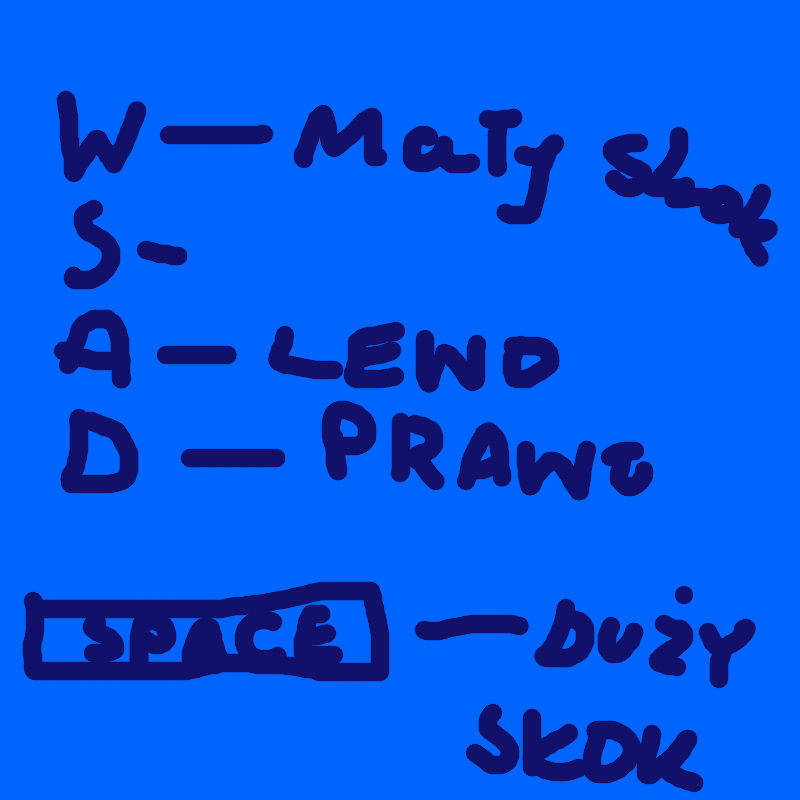 W — Mały skok
S -
A — LEWO
D — PRAWO
SPACE — DUŻY
SKOK